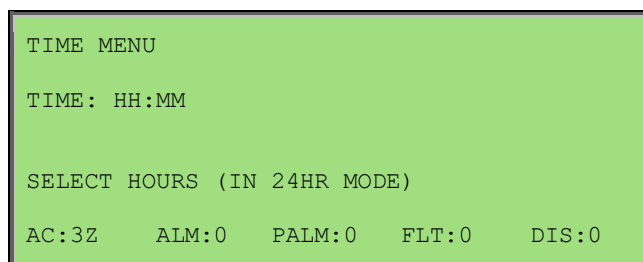 TIME MENU
TIME: HH:MM
SELECT HOURS (IN 24HR MODE)
AC:3Z ALM:0 PALM:0 FLT:0 DIS:0